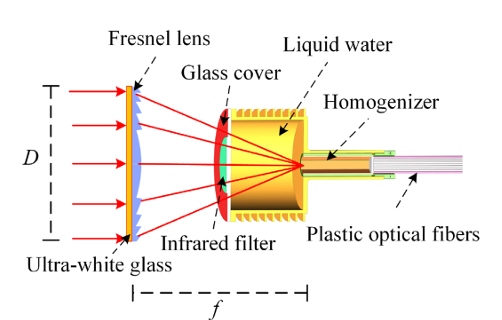 Fresnel lens
Liquid water
Glass cover
Homogenizer
D
Infrared filter
Plastic optical fibers
Ultra-white glass
f